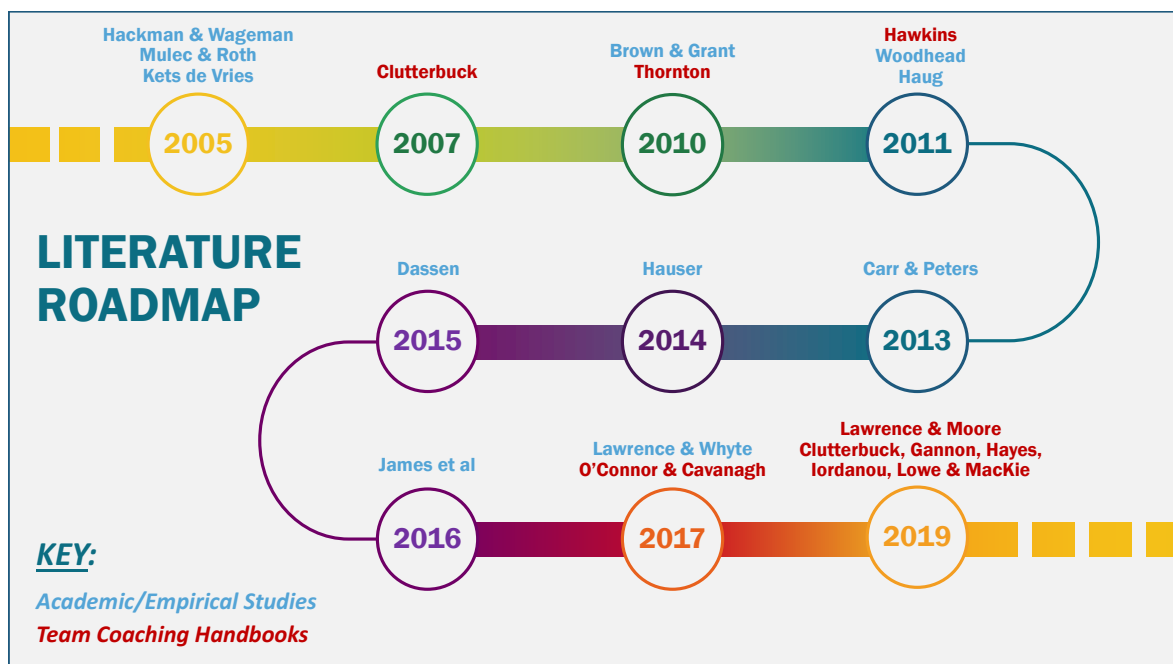 Hackman & Wageman
Mulec & Roth
Kets de Vries
2005
Clutterbuck
2007
Brown & Grant
Thornton
2010
Hawkins
Woodhead
Haug
2011
LITERATURE
ROADMAP
Dassen
2015
Hauser
2014
Carr & Peters
2013
James et al
2016
Lawrence & Whyte
O'Connor & Cavanagh
2017
Lawrence & Moore
Clutterbuck, Gannon, Hayes,
Iordanou, Lowe & MacKie
2019
KEY:
Academic/Empirical Studies
Team Coaching Handbooks